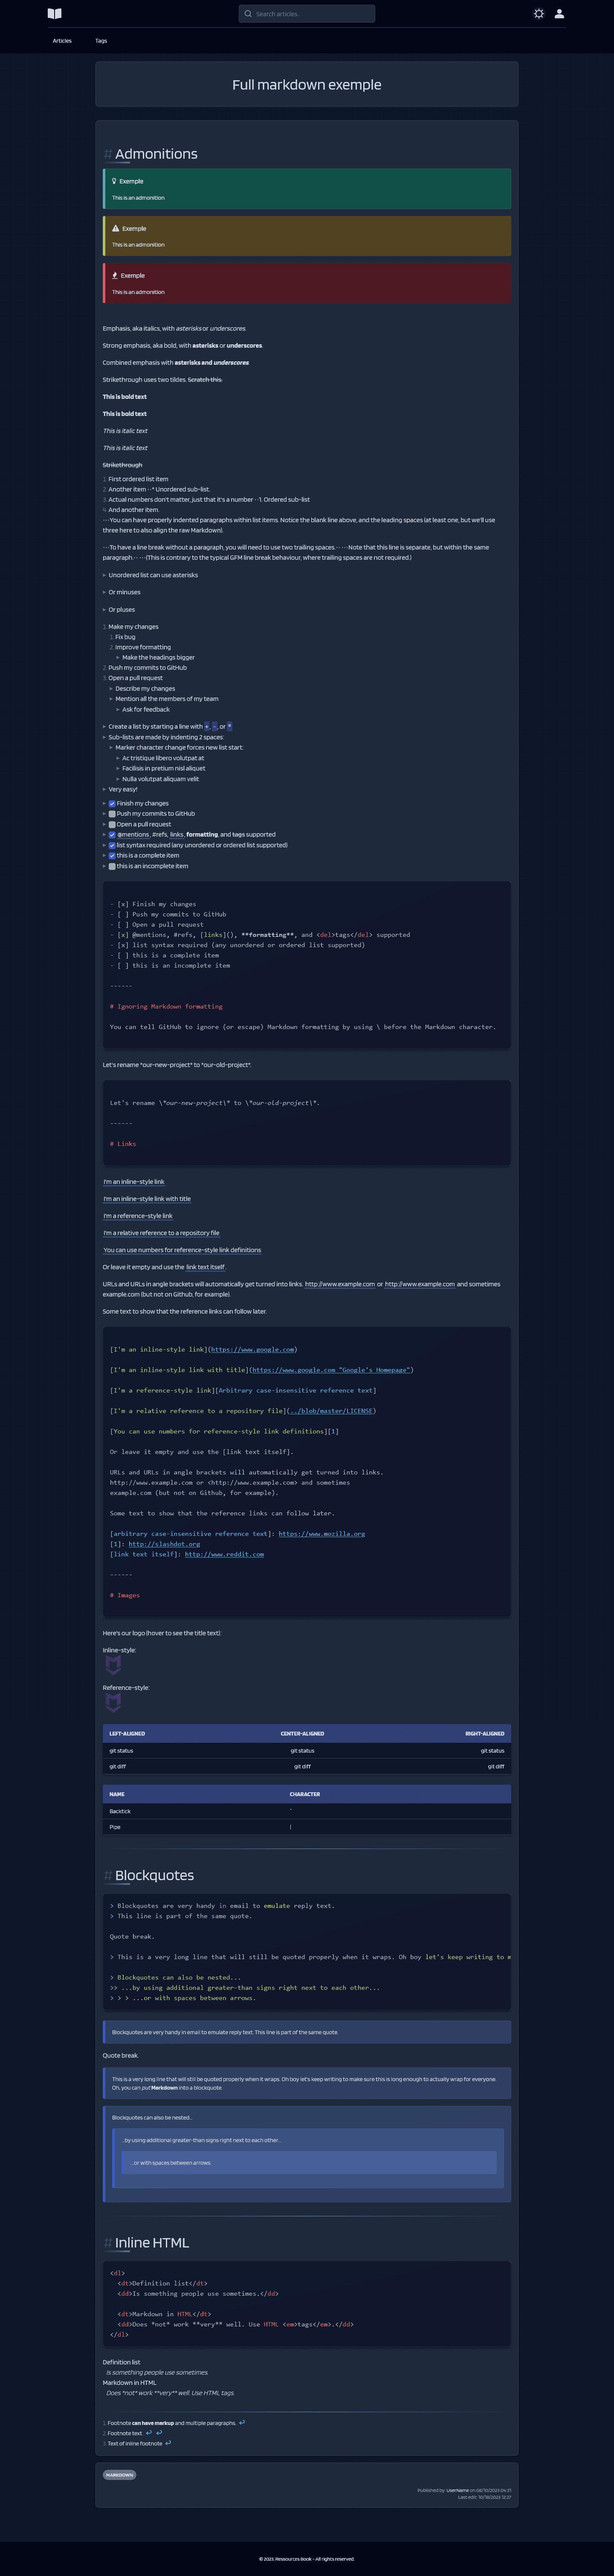 Search articles...
Articles Tags
Full markdown exemple
# Admonitions
Exemple
This is an admonition
Exemple
This is an admonition
Exemple
This is an admonition
Emphasis, aka italics, with asterisks or underscores.
Strong emphasis, aka bold, with asterisks or underscores.
Combined emphasis with asterisks and underscores.
Strikethrough uses two tildes. Scratch this.
This is bold text
This is bold text
This is italic text
This is italic text
Strikethrough
1. First ordered list item
2. Another item ··* Unordered sub-list.
3. Actual numbers don't matter, just that it's a number ··1. Ordered sub-list
4. And another item.
···You can have properly indented paragraphs within list items. Notice the blank line above, and the leading spaces (at least one, but we'll use
three here to also align the raw Markdown).
···To have a line break without a paragraph, you will need to use two trailing spaces.·· ···Note that this line is separate, but within the same
paragraph.·· ···(This is contrary to the typical GFM line break behaviour, where trailing spaces are not required.)
Unordered list can use asterisks
Or minuses
Or pluses
1. Make my changes
1. Fix bug
2. Improve formatting
Make the headings bigger
2. Push my commits to GitHub
3. Open a pull request
Describe my changes
Mention all the members of my team
Ask for feedback
Create a list by starting a line with +, -, or *
Sub-lists are made by indenting 2 spaces:
Marker character change forces new list start:
Ac tristique libero volutpat at
Facilisis in pretium nisl aliquet
Nulla volutpat aliquam velit
Very easy!
Finish my changes
Push my commits to GitHub
Open a pull request
@mentions, #refs, links, formatting, and tags supported
list syntax required (any unordered or ordered list supported)
this is a complete item
this is an incomplete item
- [x] Finish my changes
- [ ] Push my commits to GitHub
- [ ] Open a pull request
- [x] @mentions, #refs, [links](), **formatting**, and <del>tags</del> supported
- [x] list syntax required (any unordered or ordered list supported)
- [ ] this is a complete item
- [ ] this is an incomplete item
------
# Ignoring Markdown formatting
You can tell GitHub to ignore (or escape) Markdown formatting by using \ before the Markdown character.
Let's rename *our-new-project* to *our-old-project*.
Let's rename \*our-new-project\* to \*our-old-project\*.
------
# Links
I'm an inline-style link
I'm an inline-style link with title
I'm a reference-style link
I'm a relative reference to a repository file
You can use numbers for reference-style link definitions
Or leave it empty and use the link text itself.
URLs and URLs in angle brackets will automatically get turned into links. http://www.example.com or http://www.example.com and sometimes
example.com (but not on Github, for example).
Some text to show that the reference links can follow later.
[I'm an inline-style link](https://www.google.com)
[I'm an inline-style link with title](https://www.google.com "Google's Homepage")
[I'm a reference-style link][Arbitrary case-insensitive reference text]
[I'm a relative reference to a repository file](../blob/master/LICENSE)
[You can use numbers for reference-style link definitions][1]
Or leave it empty and use the [link text itself].
URLs and URLs in angle brackets will automatically get turned into links.
http://www.example.com or <http://www.example.com> and sometimes
example.com (but not on Github, for example).
Some text to show that the reference links can follow later.
[arbitrary case-insensitive reference text]: https://www.mozilla.org
[1]: http://slashdot.org
[link text itself]: http://www.reddit.com
------
# Images
Here's our logo (hover to see the title text):
Inline-style:
Reference-style:
LEFT-ALIGNED CENTER-ALIGNED RIGHT-ALIGNED
git status git status git status
git diff git diff git diff
NAME CHARACTER
Backtick `
Pipe |
# Blockquotes
> Blockquotes are very handy in email to emulate reply text.
> This line is part of the same quote.
Quote break.
> This is a very long line that will still be quoted properly when it wraps. Oh boy let's keep writing to m
> Blockquotes can also be nested...
>> ...by using additional greater-than signs right next to each other...
> > > ...or with spaces between arrows.
Blockquotes are very handy in email to emulate reply text. This line is part of the same quote.
Quote break.
This is a very long line that will still be quoted properly when it wraps. Oh boy let's keep writing to make sure this is long enough to actually wrap for everyone.
Oh, you can put Markdown into a blockquote.
Blockquotes can also be nested...
...by using additional greater-than signs right next to each other...
...or with spaces between arrows.
# Inline HTML
<dl>
<dt>Definition list</dt>
<dd>Is something people use sometimes.</dd>
<dt>Markdown in HTML</dt>
<dd>Does *not* work **very** well. Use HTML <em>tags</em>.</dd>
</dl>
Definition list
Is something people use sometimes.
Markdown in HTML
Does *not* work **very** well. Use HTML tags.
1. Footnote can have markup and multiple paragraphs. ↩
2. Footnote text. ↩ ↩
3. Text of inline footnote ↩
MARKDOWN
Published by: Username on 08/10/2023 09:37
Last edit: 10/18/2023 12:27
© 2023. Ressources Book - All rights reserved.